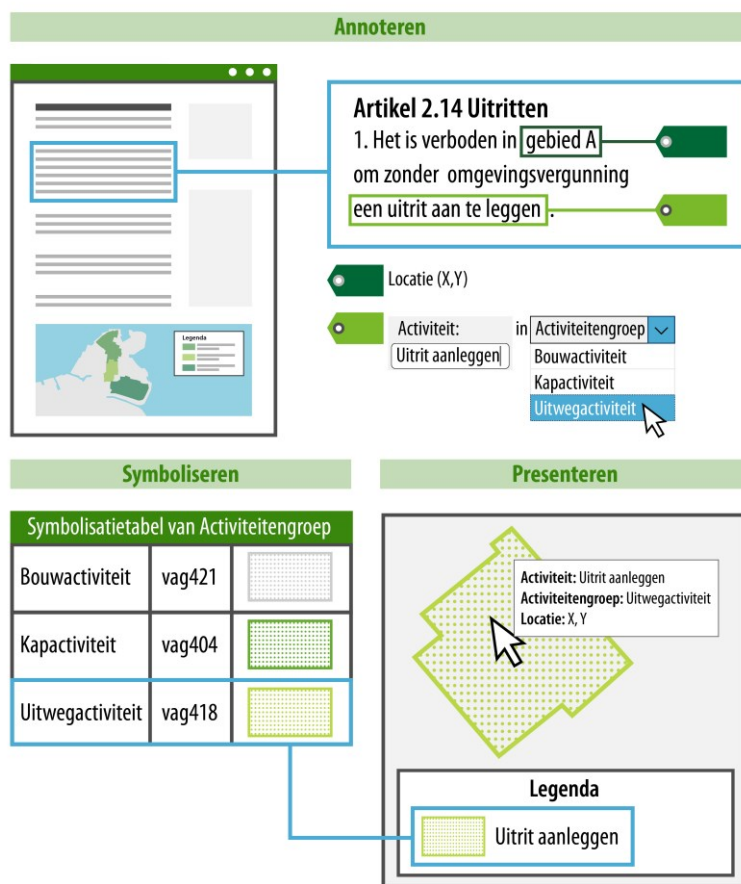 Annoteren
Artikel 2.14 Uitritten
1. Het is verboden in gebied A
om zonder omgevingsvergunning
een uitrit aan te leggen.
Legenda
Locatie (X,Y)
Activiteit: in Activiteitengroep
Uitrit aanleggen
Bouwactiviteit
Kapactiviteit
Uitwegactiviteit
Symboliseren
Symbolisatietabel van Activiteitengroep
Bouwactiviteit vag421
Kapactiviteit vag404
Uitwegactiviteit vag418
Presenteren
Activiteit: Uitrit aanleggen
Activiteitengroep: Uitwegactiviteit
Locatie: X, Y
Legenda
Uitrit aanleggen